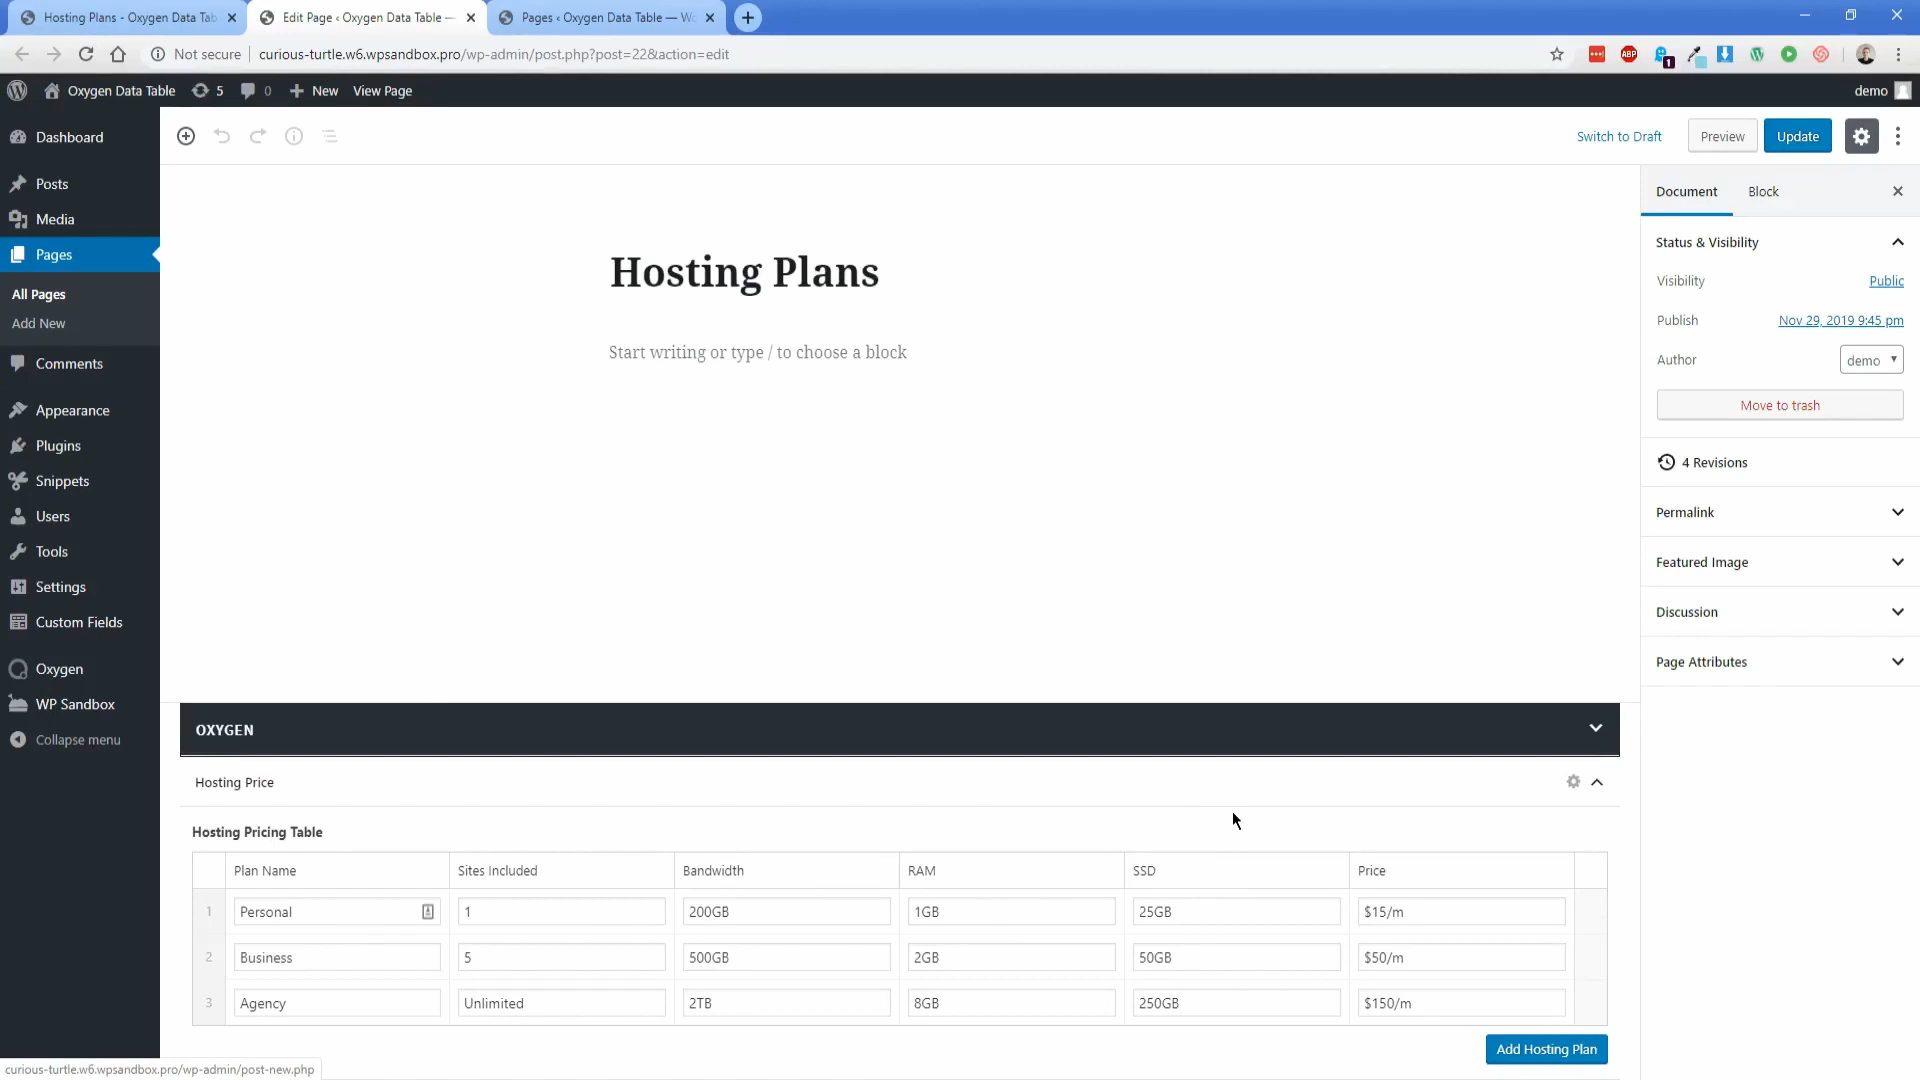 Hosting Plans - Oxygen Data Tab
Edit Page ‹ Oxygen Data Table —
Pages ‹ Oxygen Data Table — Wo
Not secure
curious-turtle.w6.wpsandbox.pro/wp-admin/post.php?post=22&action=edit
ABP
1
Oxygen Data Table
5
0
New
View Page
demo
Dashboard
Posts
Media
Pages
All Pages
Add New
Comments
Appearance
Plugins
Snippets
Users
Tools
Settings
Custom Fields
Oxygen
WP Sandbox
Collapse menu
Switch to Draft
Preview
Update
Hosting Plans
Start writing or type / to choose a block
Document
Block
Status & Visibility
Visibility
Public
Publish
Nov 29, 2019 9:45 pm
Author
demo
Move to trash
4 Revisions
Permalink
Featured Image
Discussion
Page Attributes
OXYGEN
Hosting Price
Hosting Pricing Table
Plan Name Sites Included Bandwidth RAM SSD Price
1 Personal 1 200GB 1GB 25GB $15/m
2 Business 5 500GB 2GB 50GB $50/m
3 Agency Unlimited 2TB 8GB 250GB $150/m
Add Hosting Plan
curious-turtle.w6.wpsandbox.pro/wp-admin/post-new.php